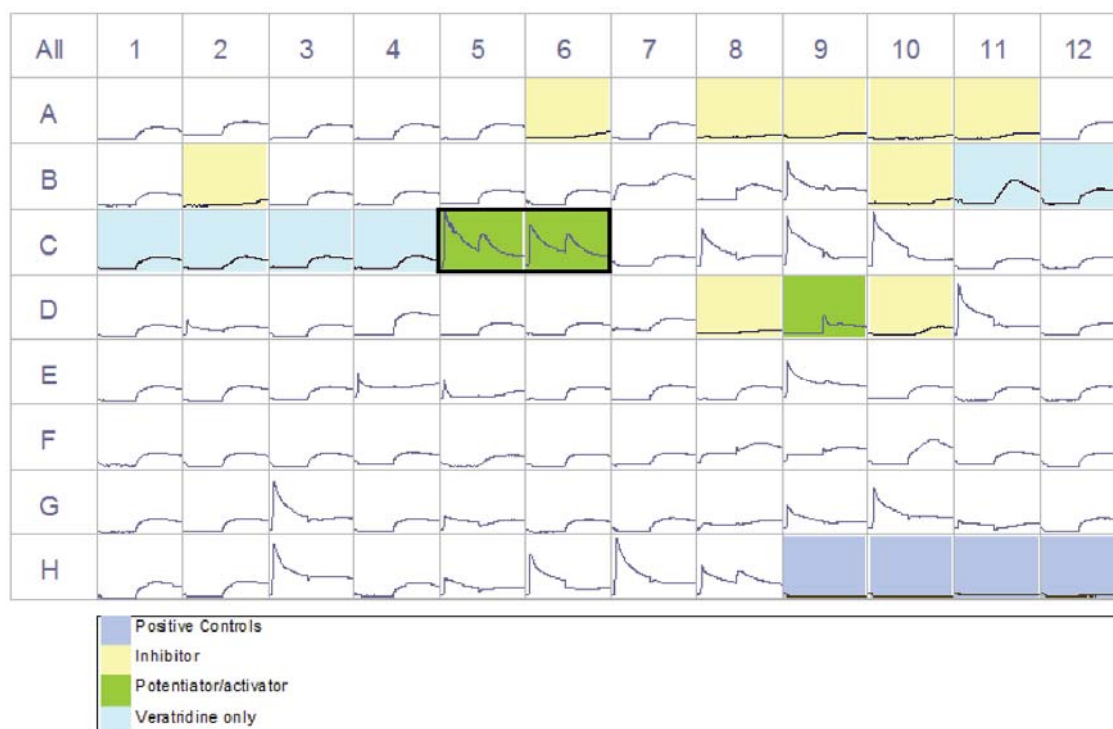 All 1 2 3 4 5 6 7 8 9 10 11 12
A
B
C
D
E
F
G
H
Positive Controls
Inhibitor
Potentiator/activator
Veratridine only